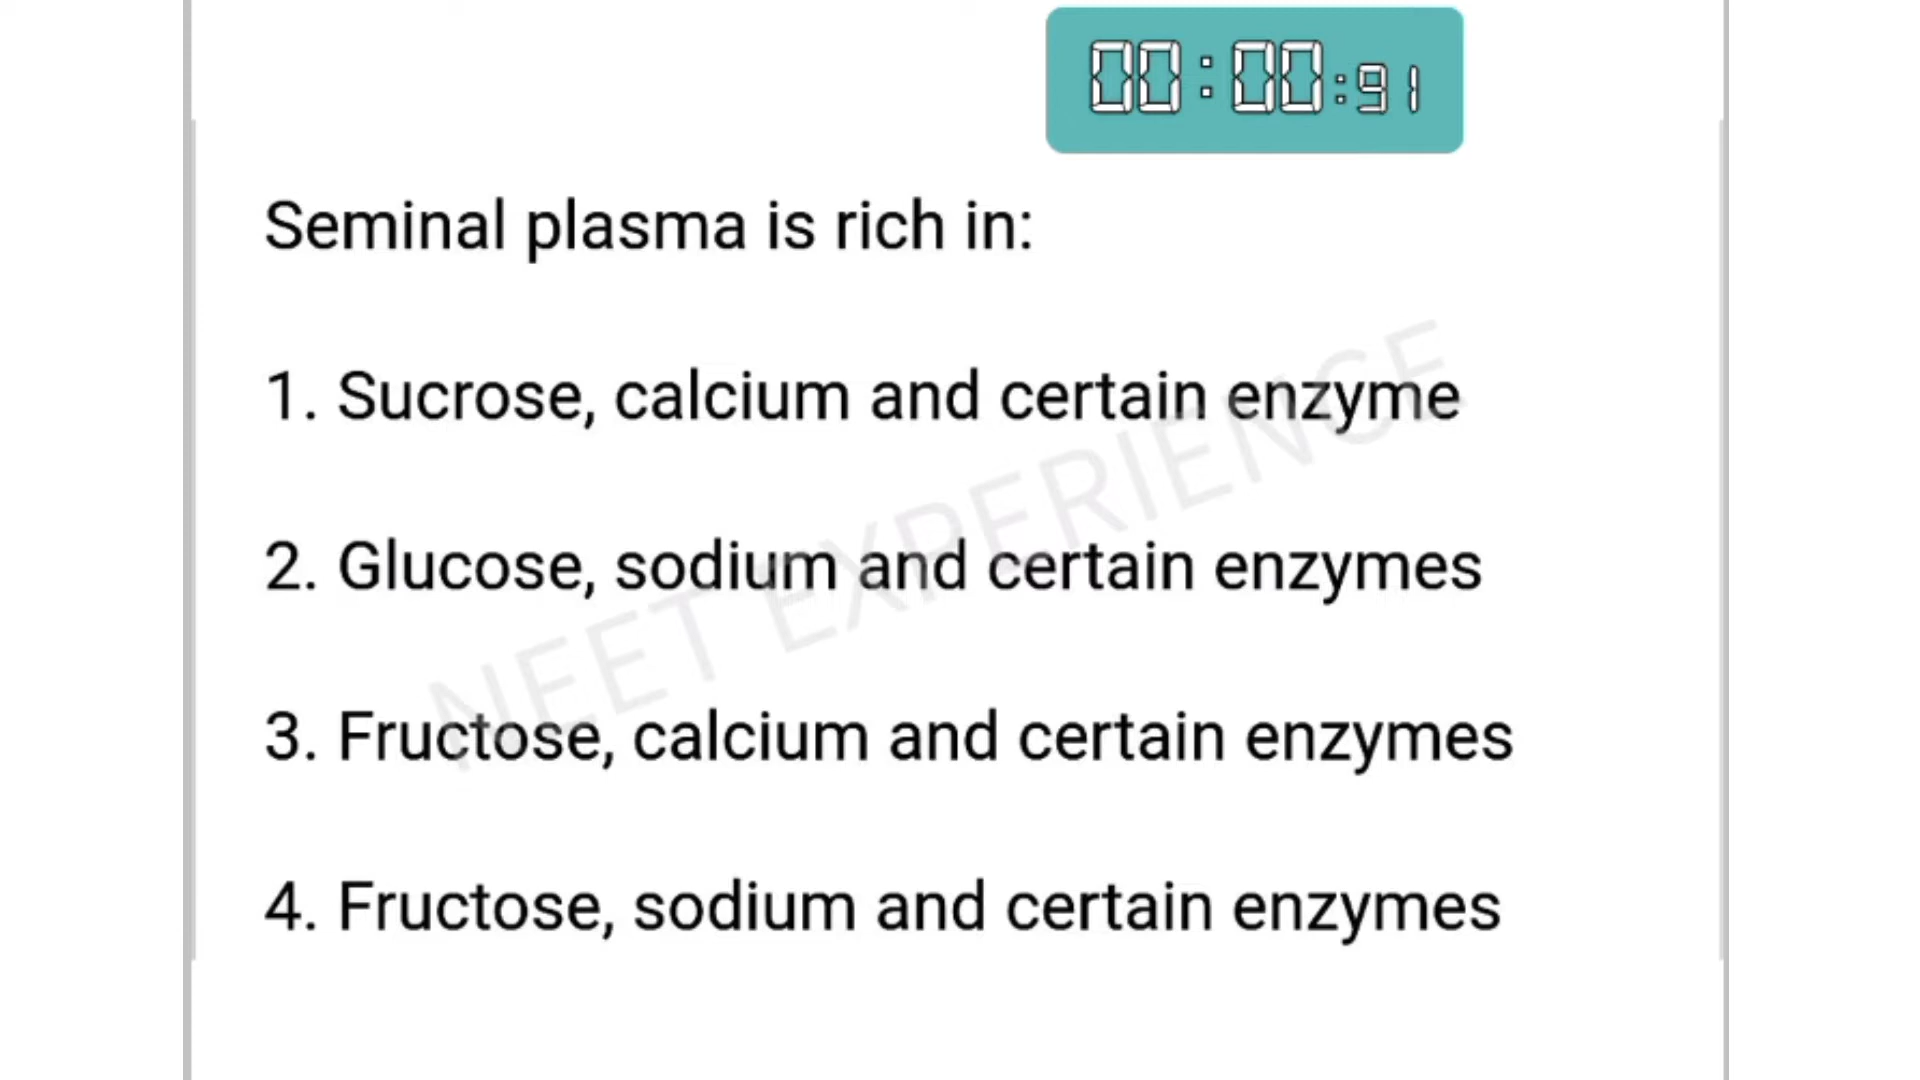 00:00:91
Seminal plasma is rich in:
1. Sucrose, calcium and certain enzyme
2. Glucose, sodium and certain enzymes
3. Fructose, calcium and certain enzymes
4. Fructose, sodium and certain enzymes
NEET EXPERIENCE